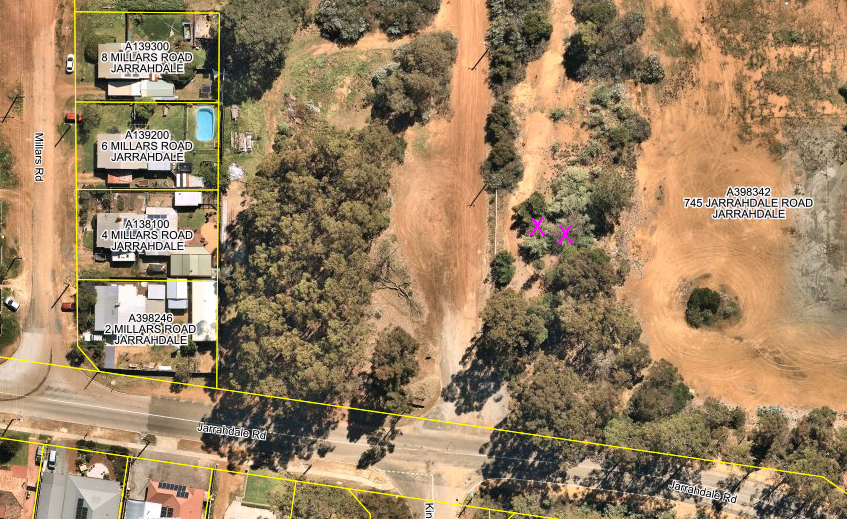 A139300
8 MILLARS ROAD
JARRAHDALE
A139200
6 MILLARS ROAD
JARRAHDALE
Millars Rd
A398342
745 JARRAHDALE ROAD
JARRAHDALE
A138100
4 MILLARS ROAD
JARRAHDALE
X X
A398246
2 MILLARS ROAD
JARRAHDALE
Jarrahdale Rd
Jarrahdale Rd
Kin